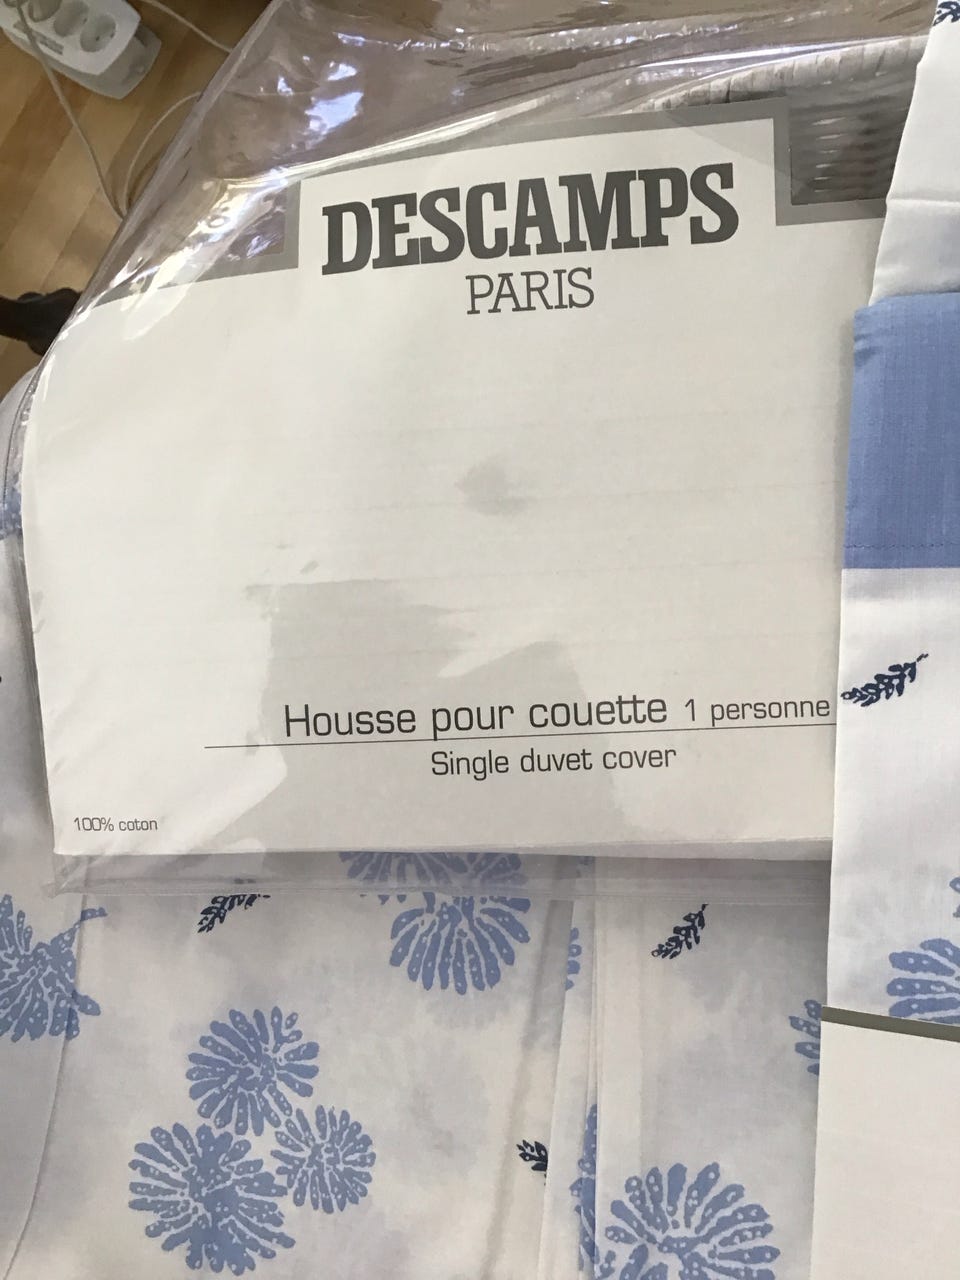 DESCAMPS
PARIS
Housse pour couette 1 personne
Single duvet cover
100% coton